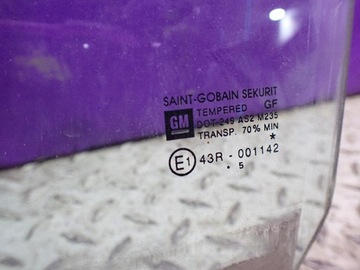 SAINT-GOBAIN SEKURIT
TEMPERED GF
GM DOT-249 AS2 M235
TRANSP. 70% MIN
*
E1 43R - 001142
. 5